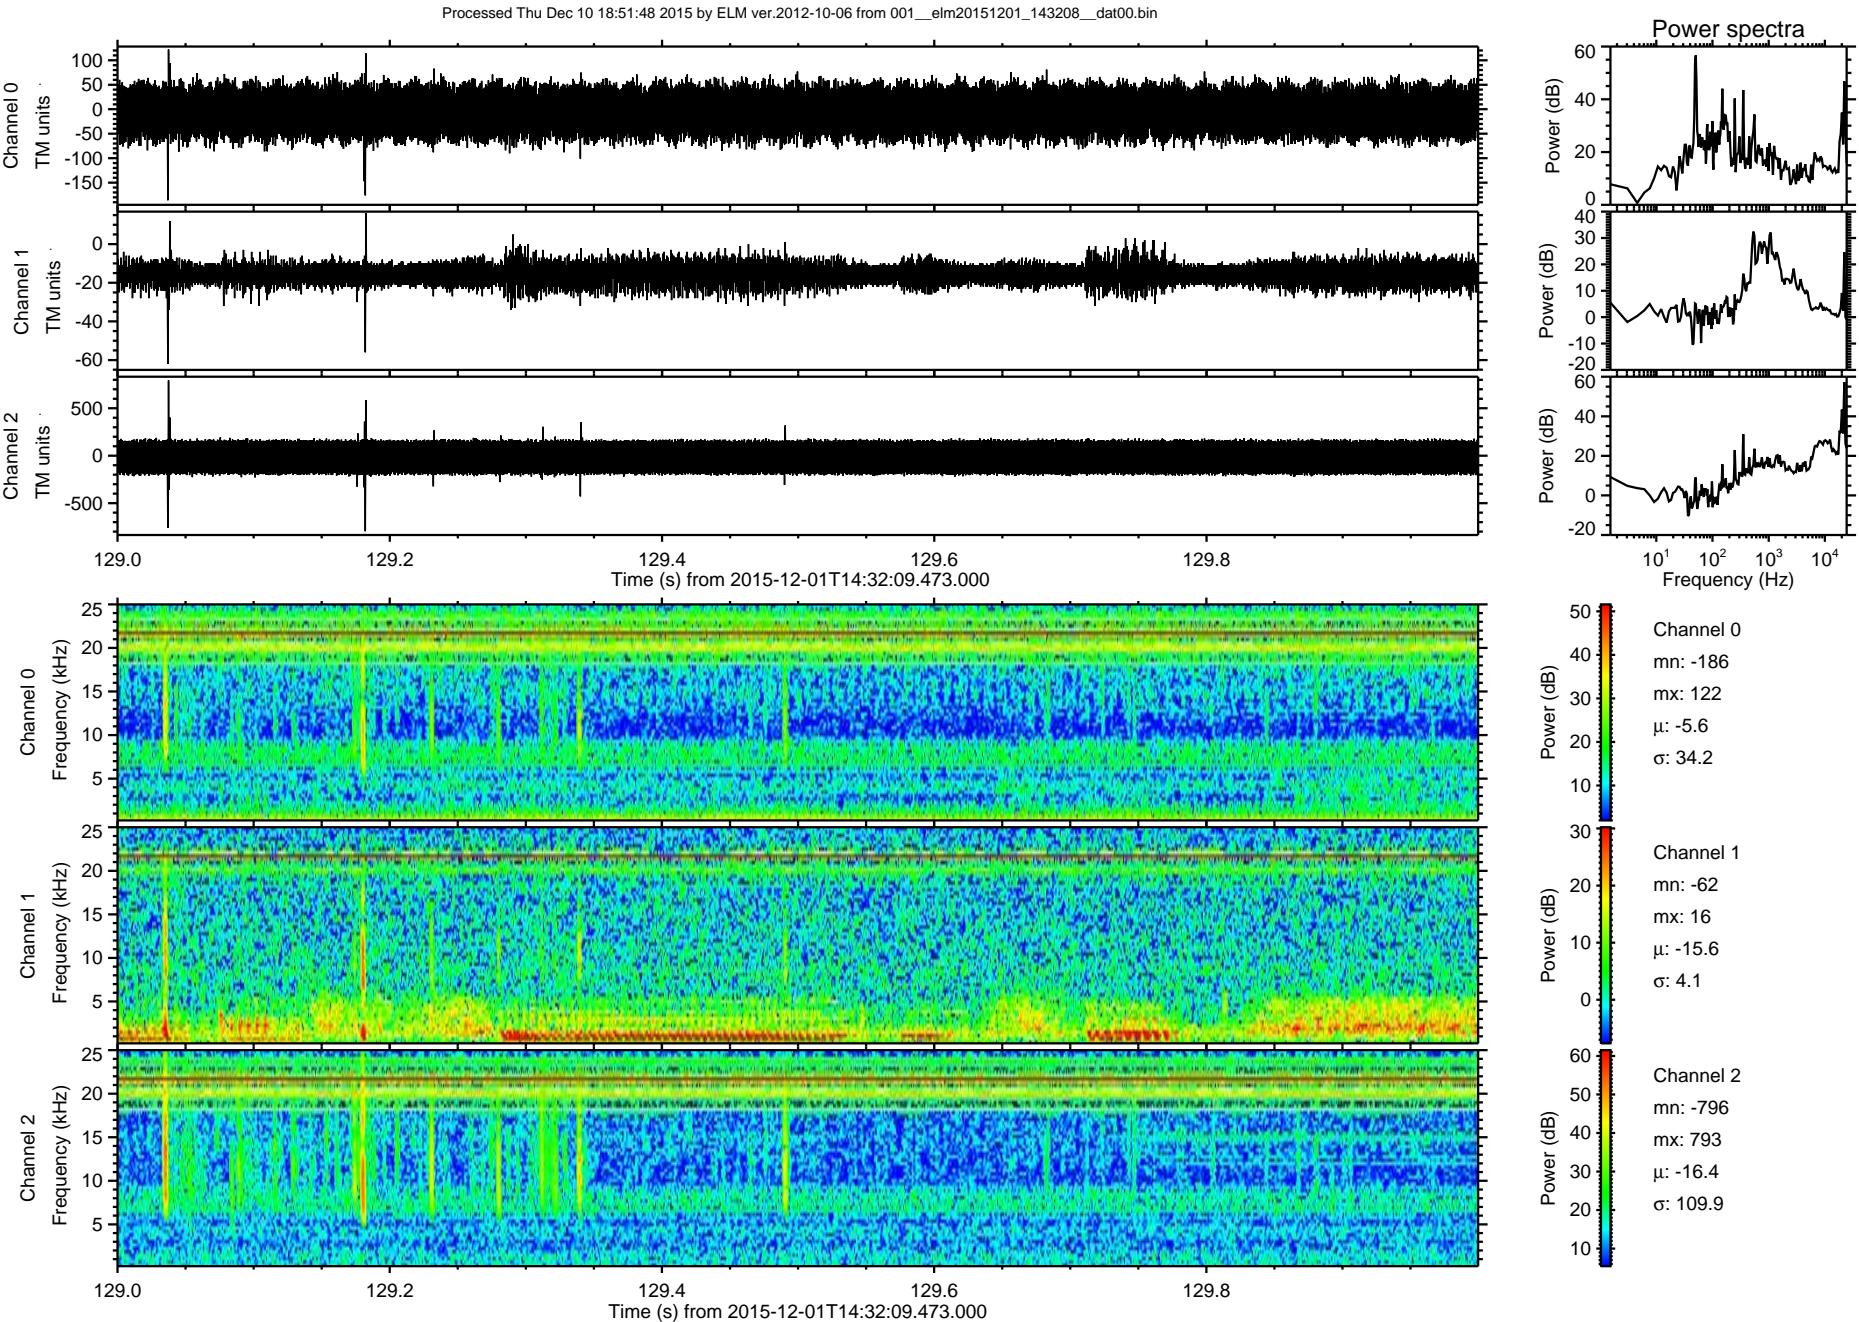 Processed Thu Dec 10 18:51:48 2015 by ELM ver.2012-10-06 from 001__elm20151201_143208__dat00.bin
Power spectra
Channel 0
TM units
100
50
0
-50
-100
-150
Power (dB)
60
40
20
0
Channel 1
TM units
0
-20
-40
-60
Power (dB)
40
30
20
10
0
-10
-20
Channel 2
TM units
500
0
-500
Power (dB)
60
40
20
0
-20
129.0 129.2 129.4 129.6 129.8
Time (s) from 2015-12-01T14:32:09.473.000
10¹ 10² 10³ 10⁴
Frequency (Hz)
Channel 0
Frequency (kHz)
25
20
15
10
5
Power (dB)
50
40
30
20
10
Channel 0
mn: -186
mx: 122
μ: -5.6
σ: 34.2
Channel 1
Frequency (kHz)
25
20
15
10
5
Power (dB)
30
20
10
0
Channel 1
mn: -62
mx: 16
μ: -15.6
σ: 4.1
Channel 2
Frequency (kHz)
25
20
15
10
5
Power (dB)
60
50
40
30
20
10
Channel 2
mn: -796
mx: 793
μ: -16.4
σ: 109.9
129.0 129.2 129.4 129.6 129.8
Time (s) from 2015-12-01T14:32:09.473.000